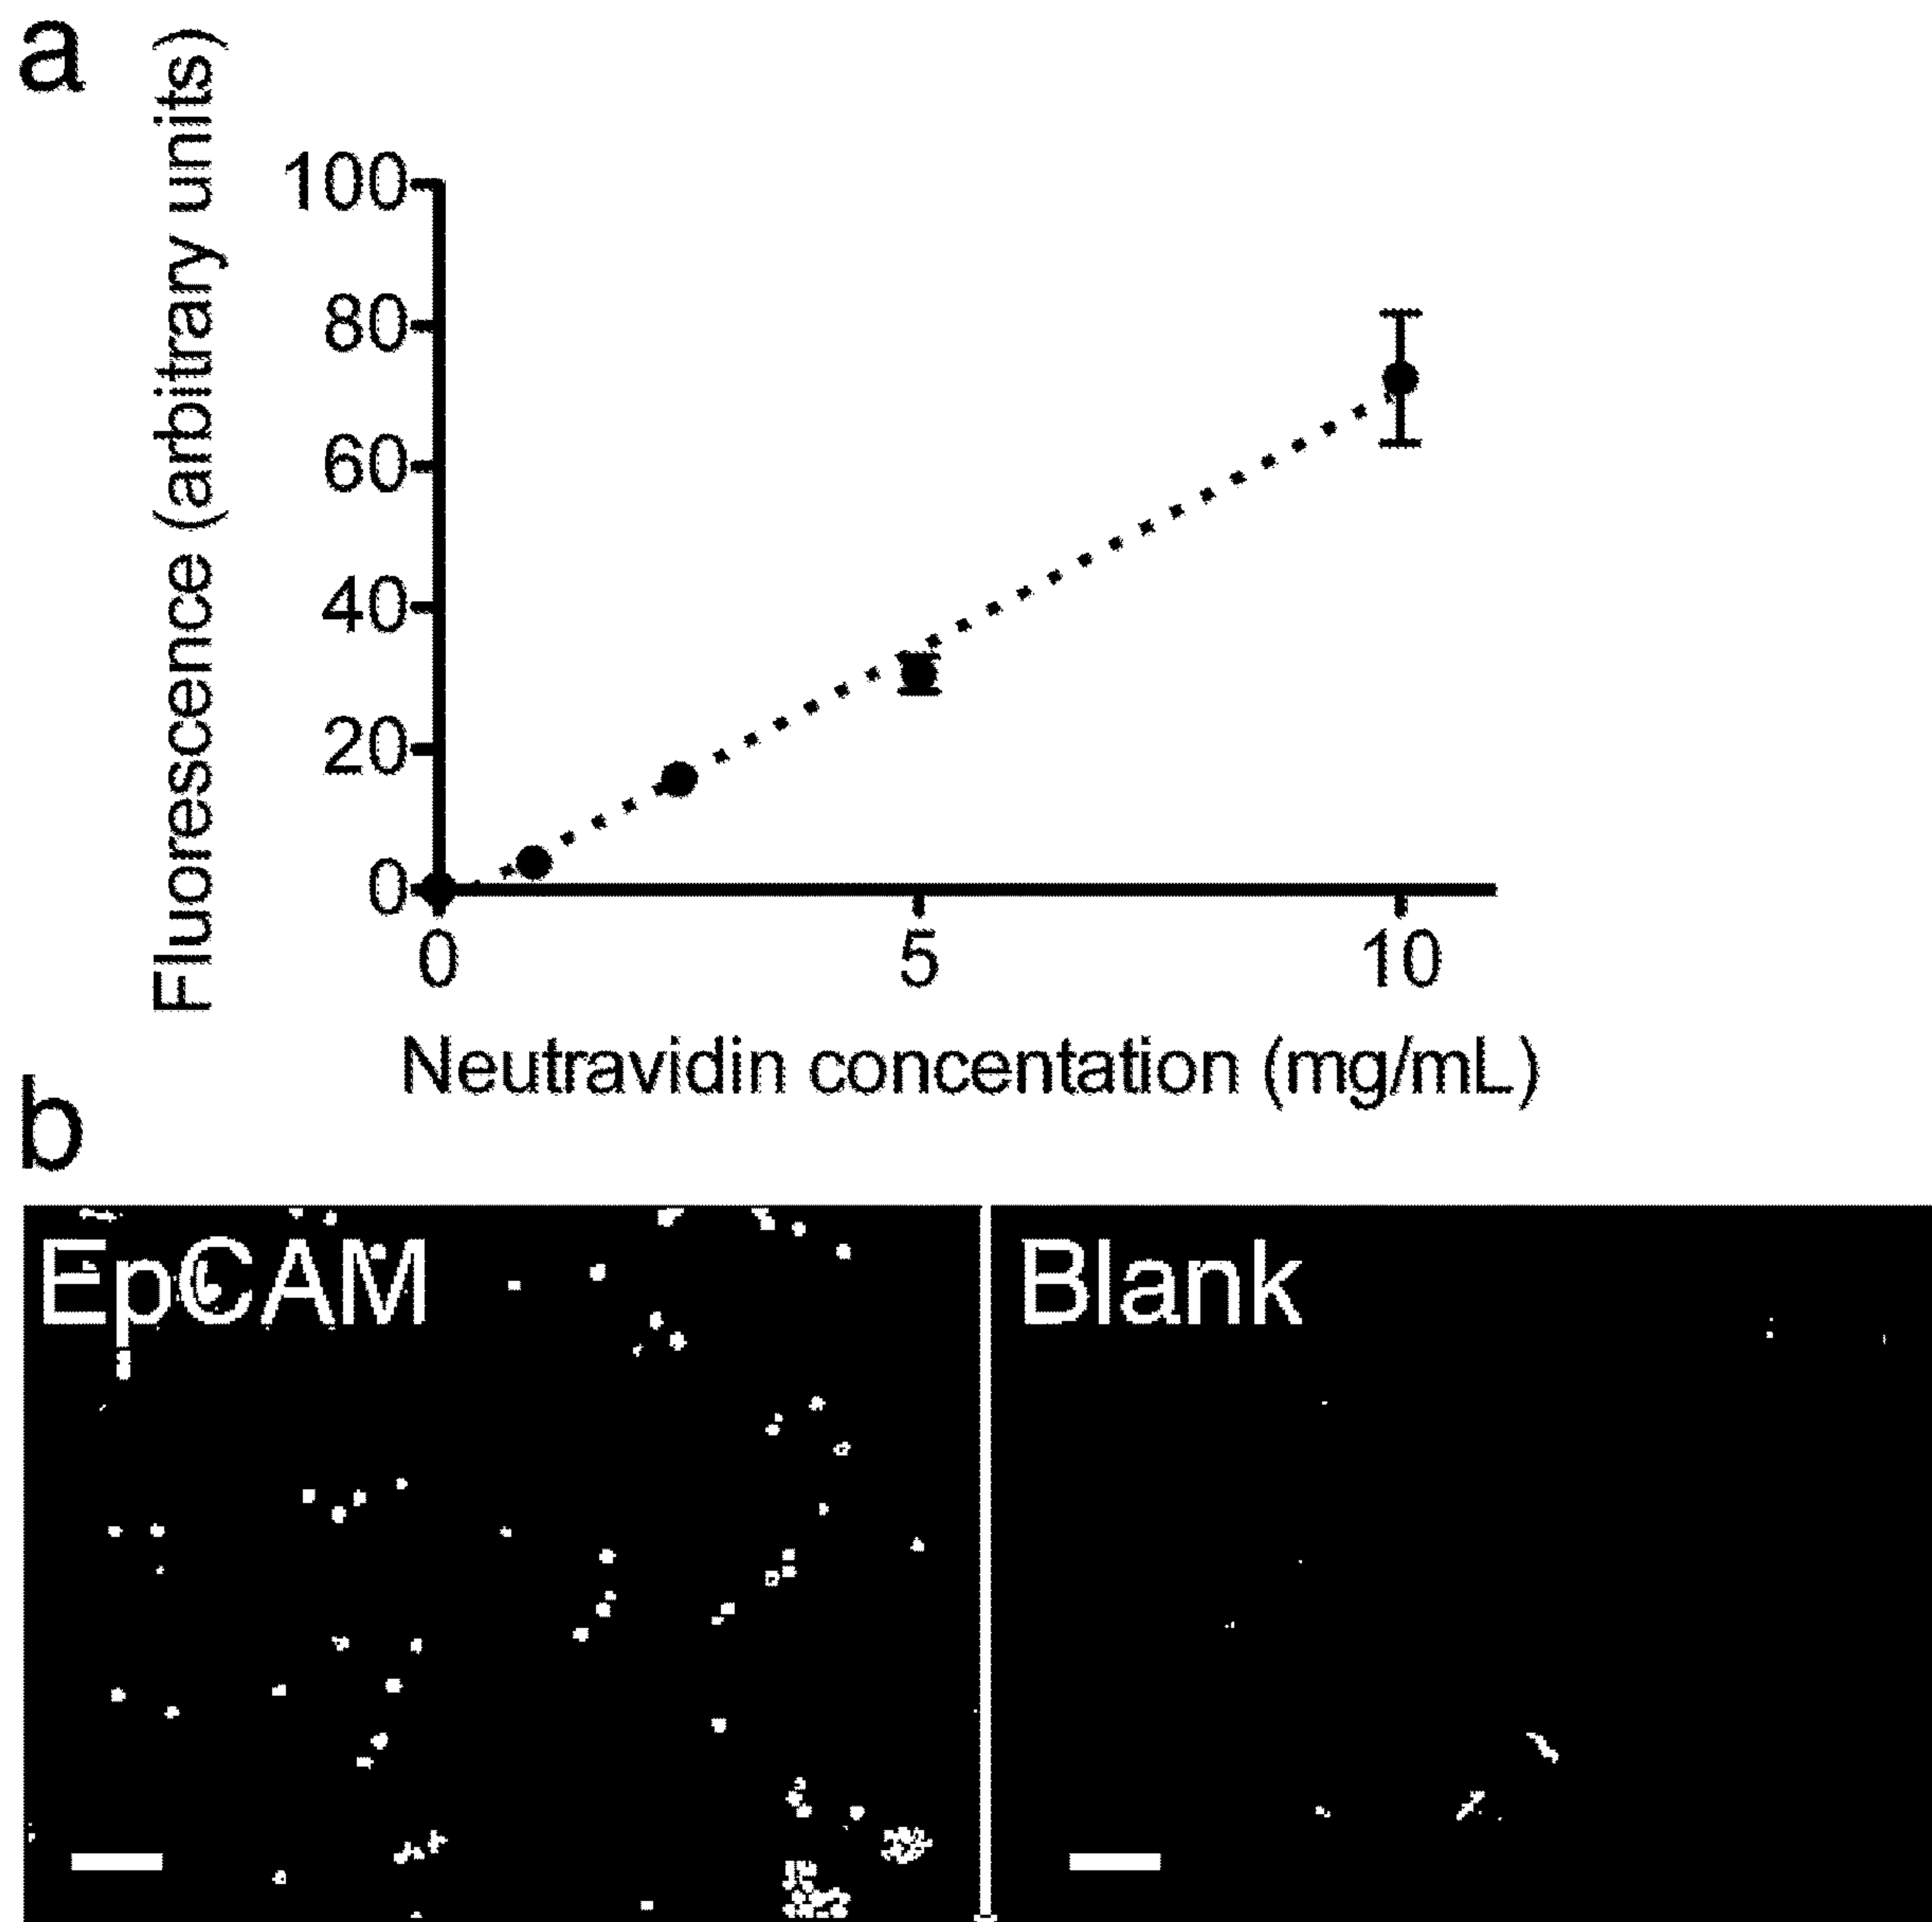 a
Fluorescence (arbitrary units)
100
80
60
40
20
0
0 5 10
Neutravidin concentation (mg/mL)
b
EpCAM Blank